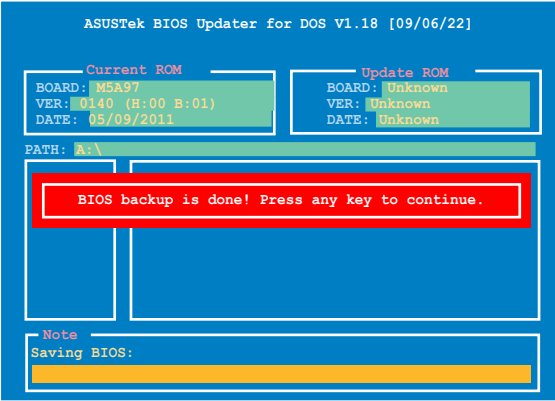 ASUSTek BIOS Updater for DOS V1.18 [09/06/22]
Current ROM
BOARD: M5A97
VER: 0140 (H:00 B:01)
DATE: 05/09/2011
Update ROM
BOARD: Unknown
VER: Unknown
DATE: Unknown
PATH: A:\
BIOS backup is done! Press any key to continue.
Note
Saving BIOS: